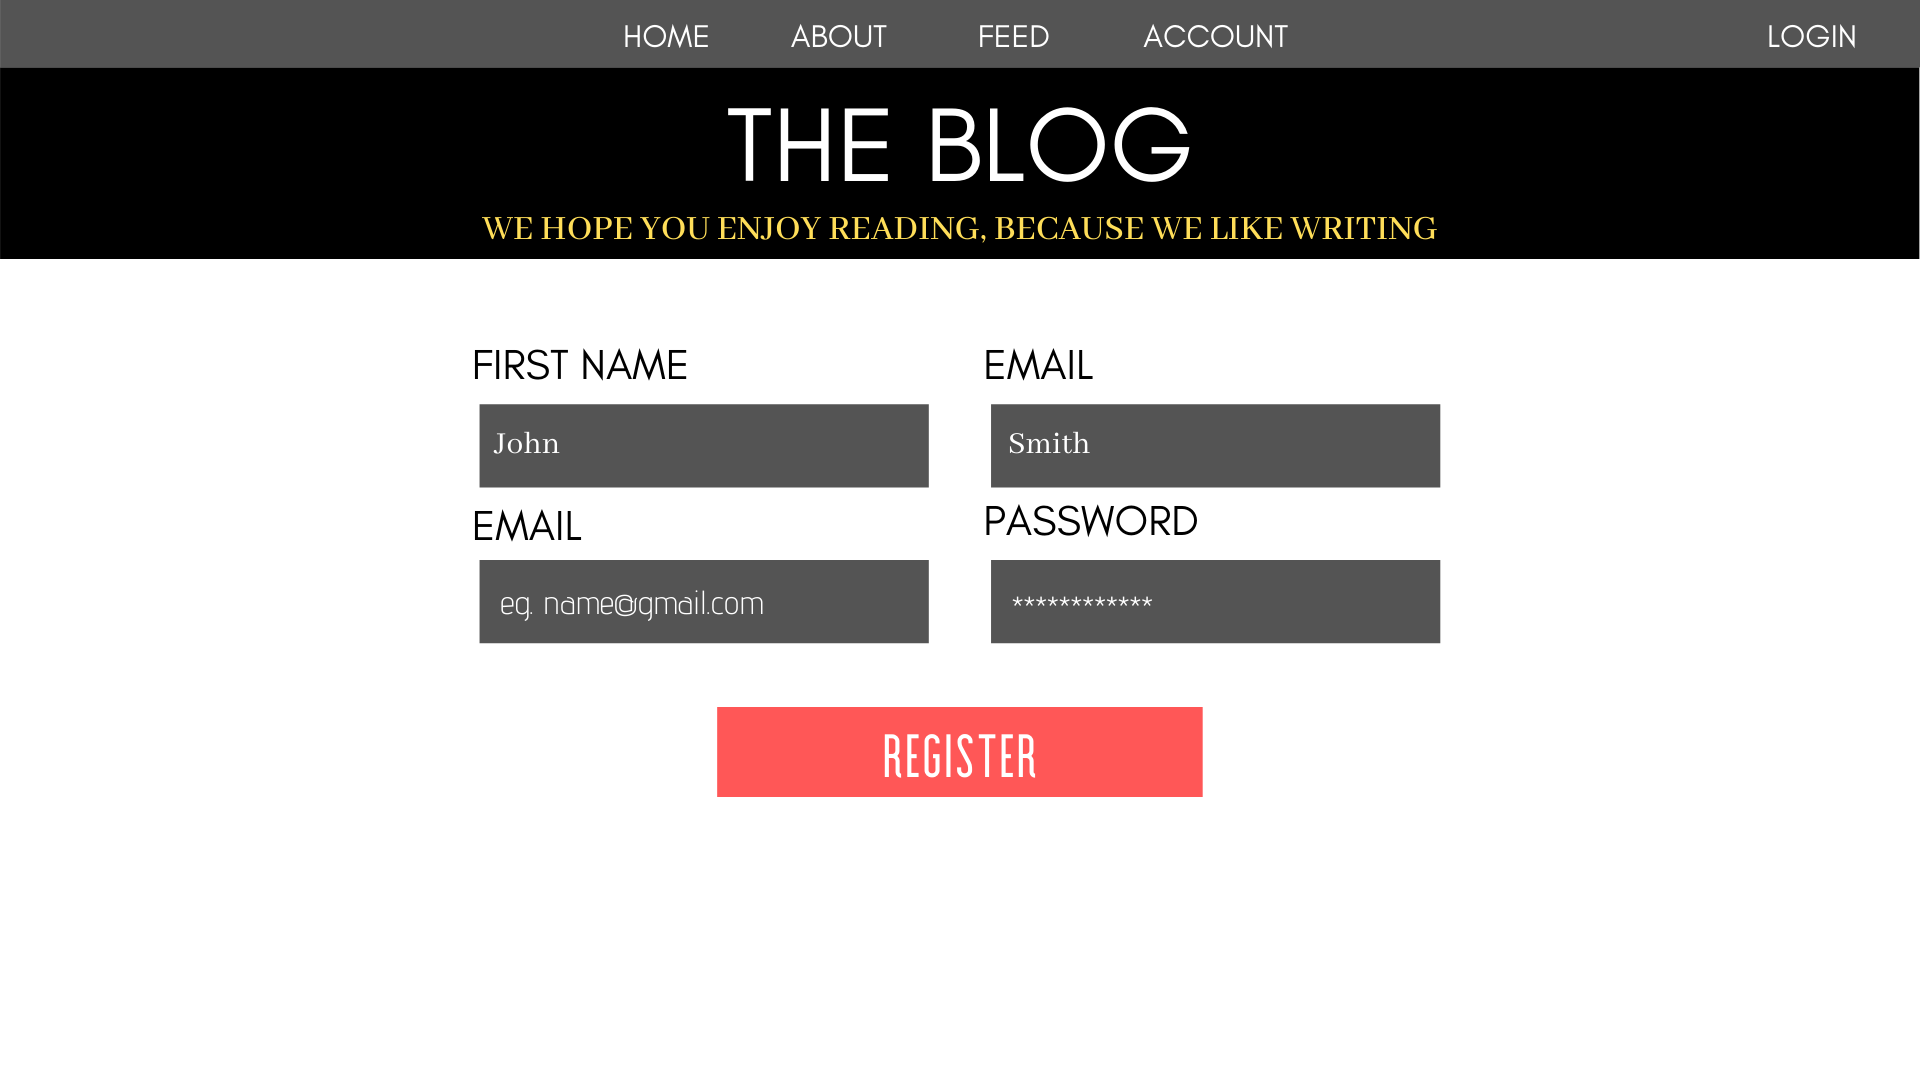 HOME ABOUT FEED ACCOUNT LOGIN
THE BLOG
WE HOPE YOU ENJOY READING, BECAUSE WE LIKE WRITING
FIRST NAME EMAIL
John Smith
EMAIL PASSWORD
eg. name@gmail.com ************
REGISTER